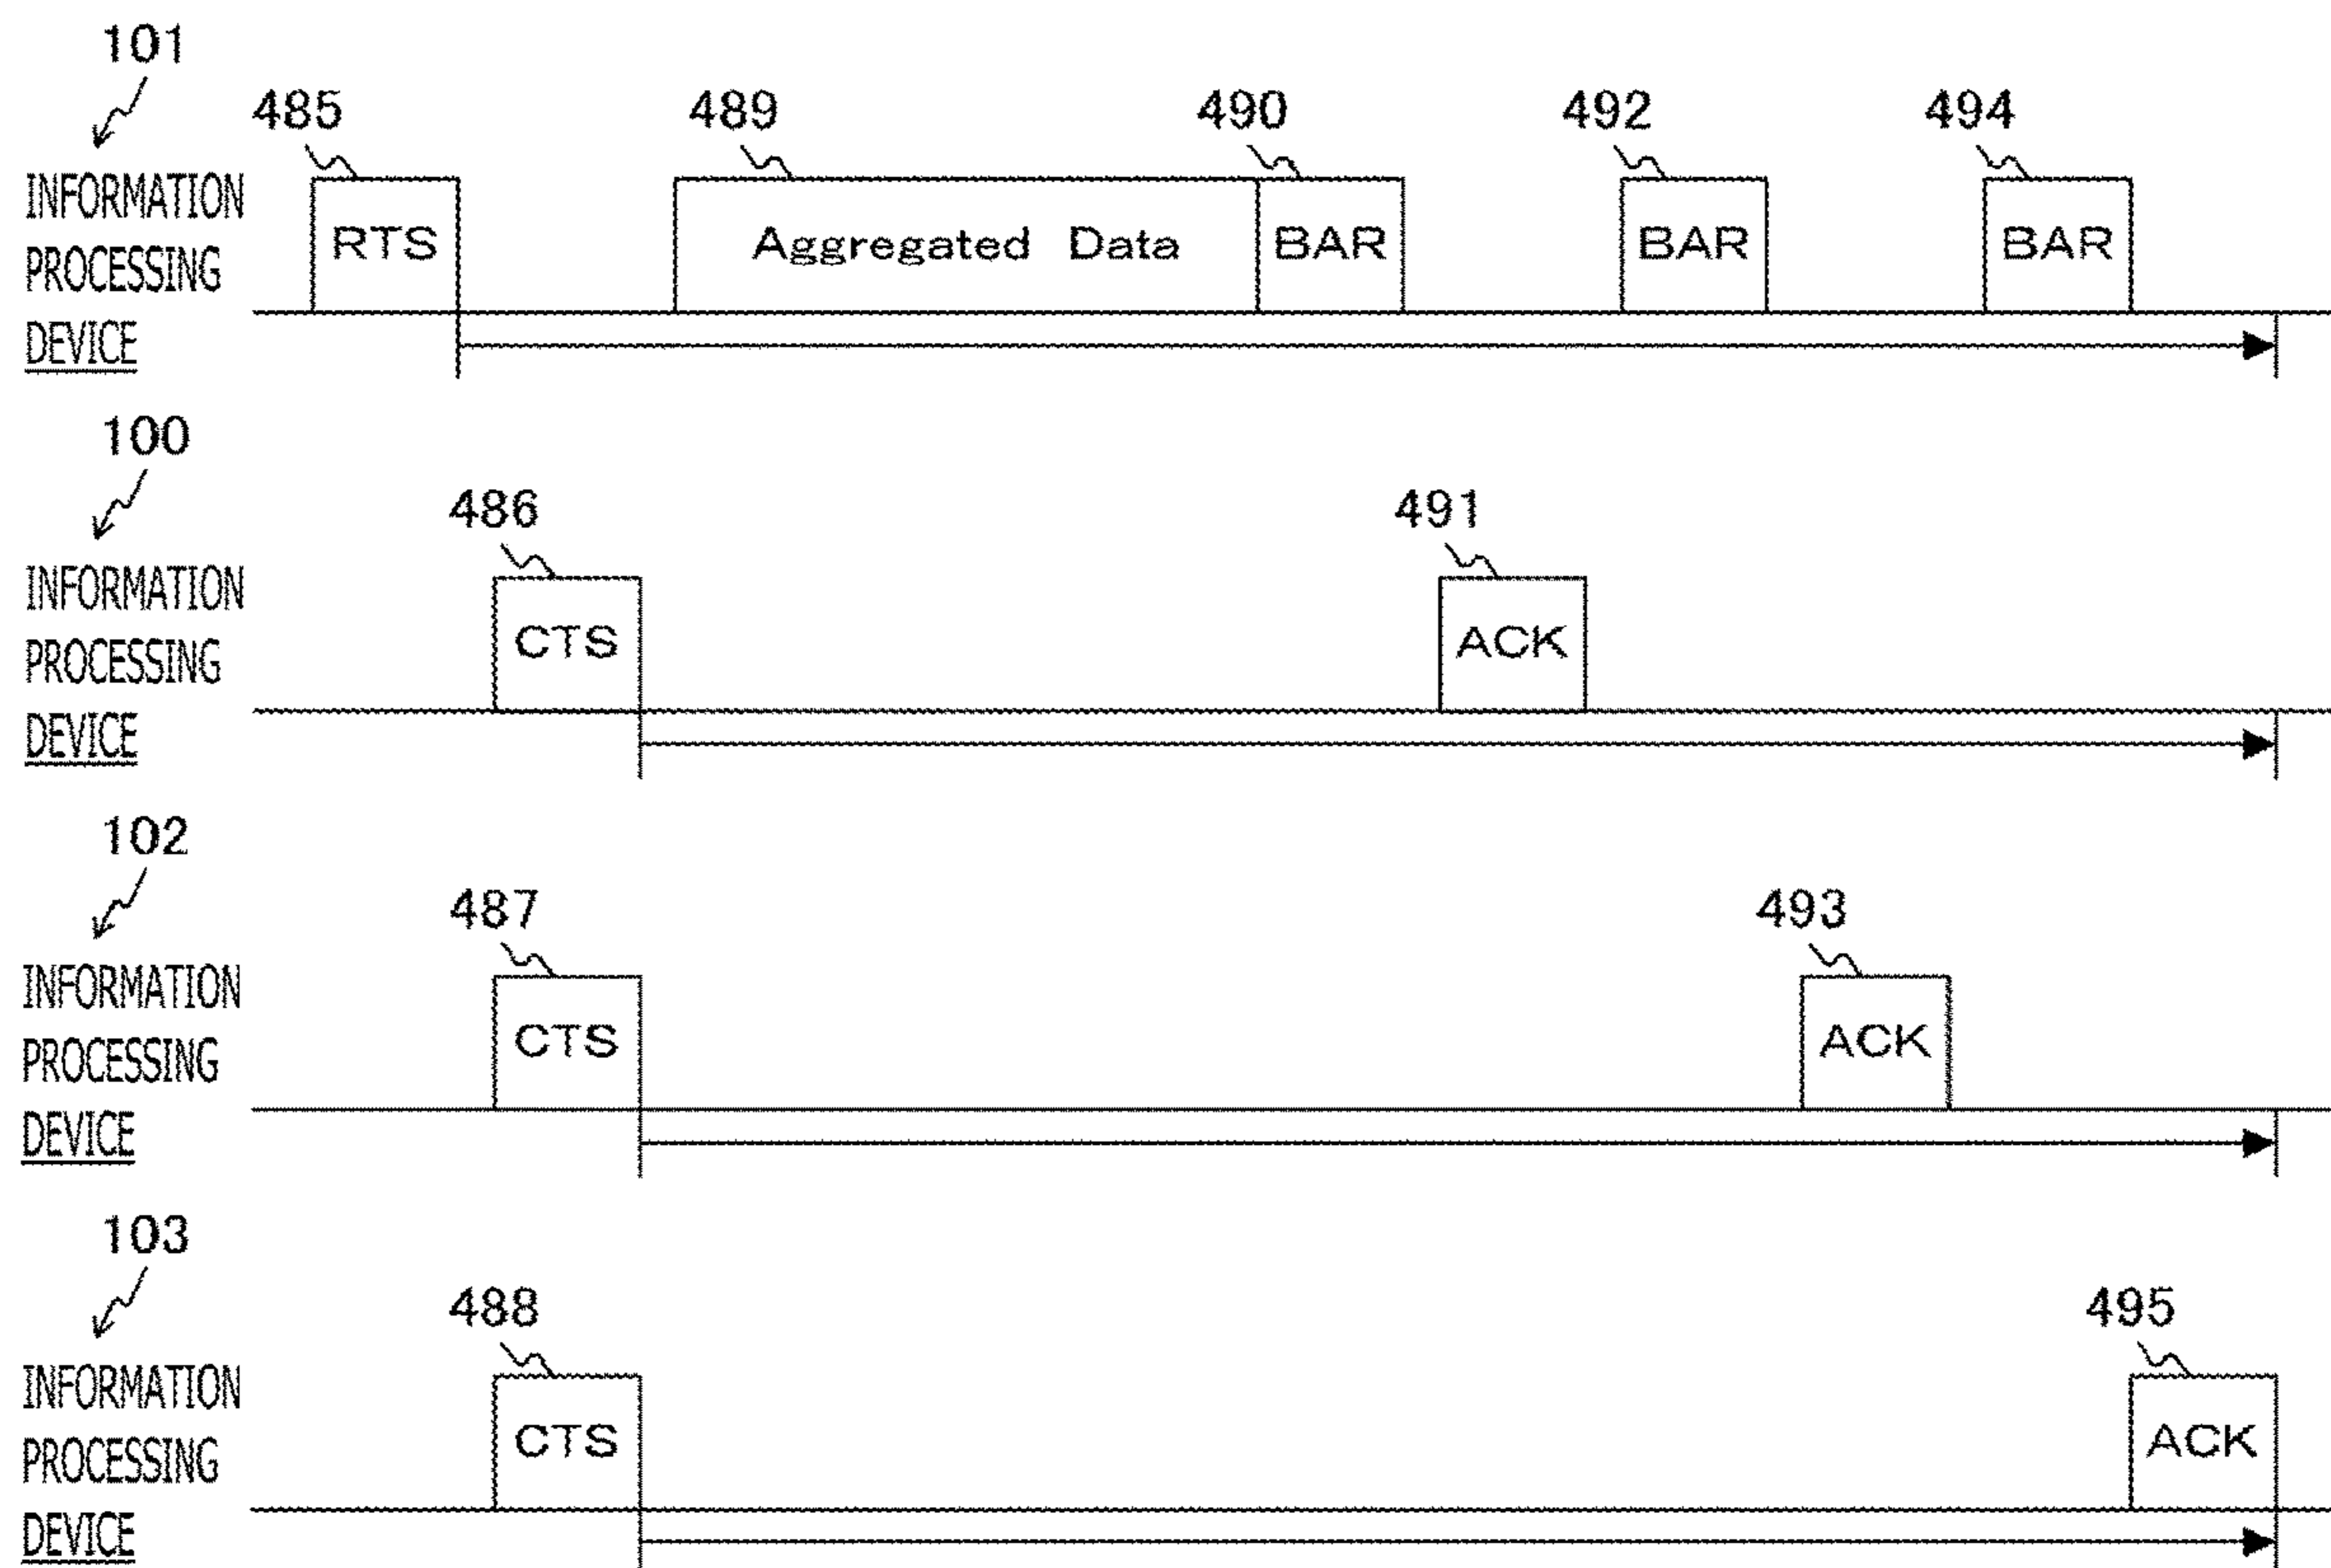 101
485
489
490
492
494
INFORMATION
PROCESSING
DEVICE
RTS
Aggregated Data
BAR
BAR
BAR
100
486
491
INFORMATION
PROCESSING
DEVICE
CTS
ACK
102
487
493
INFORMATION
PROCESSING
DEVICE
CTS
ACK
103
488
495
INFORMATION
PROCESSING
DEVICE
CTS
ACK